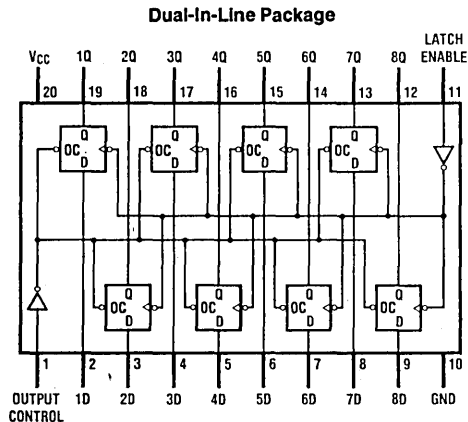 Dual-In-Line Package
LATCH
VCC 1Q 2Q 3Q 4Q 5Q 6Q 7Q 8Q ENABLE
20 19 18 17 16 15 14 13 12 11
Q Q Q Q
OC OC OC OC
D D D D
Q Q Q Q
OC OC OC OC
D D D D
1 2 3 4 5 6 7 8 9 10
OUTPUT 1D 2D 3D 4D 5D 6D 7D 8D GND
CONTROL